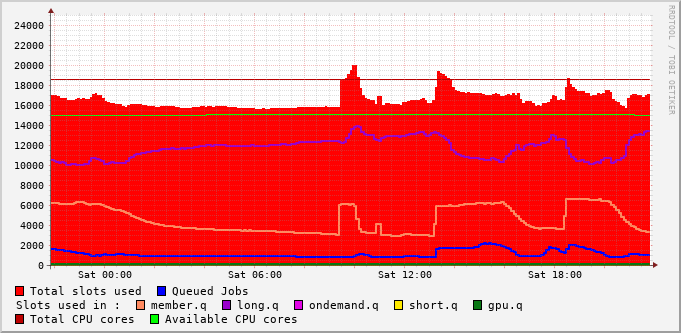 24000
22000
20000
18000
16000
14000
12000
10000
8000
6000
4000
2000
0
Sat 00:00 Sat 06:00 Sat 12:00 Sat 18:00
RRDTOOL / TOBI OETIKER
Total slots used Queued Jobs
Slots used in : member.q long.q ondemand.q short.q gpu.q
Total CPU cores Available CPU cores